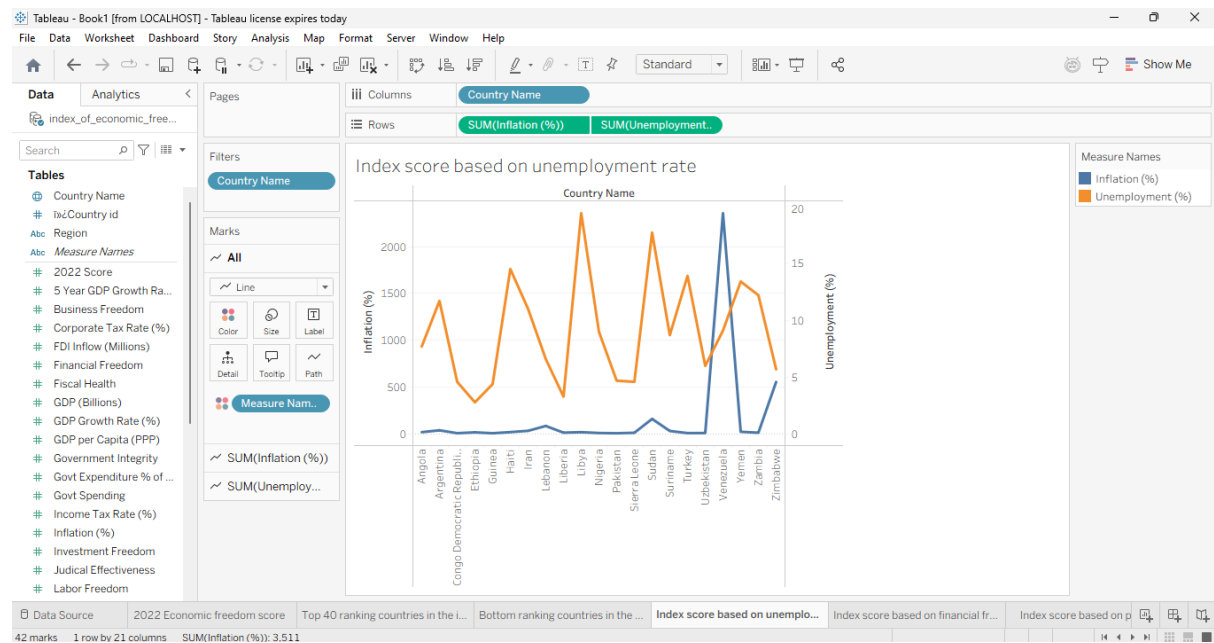 Tableau - Book1 [from LOCALHOST] - Tableau license expires today
File Data Worksheet Dashboard Story Analysis Map Format Server Window Help
Standard
Show Me
Data Analytics
index_of_economic_free...
Search
Tables
Country Name
ï»¿Country id
Abc Region
Abc Measure Names
2022 Score
5 Year GDP Growth Ra...
Business Freedom
Corporate Tax Rate (%)
FDI Inflow (Millions)
Financial Freedom
Fiscal Health
GDP (Billions)
GDP Growth Rate (%)
GDP per Capita (PPP)
Government Integrity
Govt Expenditure % of ...
Govt Spending
Income Tax Rate (%)
Inflation (%)
Investment Freedom
Judical Effectiveness
Labor Freedom
Pages
Filters
Country Name
Marks
All
Line
Color Size Label
Detail Tooltip Path
Measure Nam..
SUM(Inflation (%))
SUM(Unemploy...
Columns
Country Name
Rows
SUM(Inflation (%)) SUM(Unemployment..
Index score based on unemployment rate
Country Name
Inflation (%)
2000
1500
1000
500
0
20
15
10
5
0
Unemployment (%)
Angola
Argentina
Congo Democratic Republi..
Ethiopia
Guinea
Haiti
Iran
Lebanon
Liberia
Libya
Nigeria
Pakistan
Sierra Leone
Sudan
Suriname
Turkey
Uzbekistan
Venezuela
Yemen
Zambia
Zimbabwe
Measure Names
Inflation (%)
Unemployment (%)
Data Source 2022 Economic freedom score Top 40 ranking countries in the i... Bottom ranking countries in the ... Index score based on unemplo... Index score based on financial fr... Index score based on p
42 marks 1 row by 21 columns SUM(Inflation (%)): 3,511